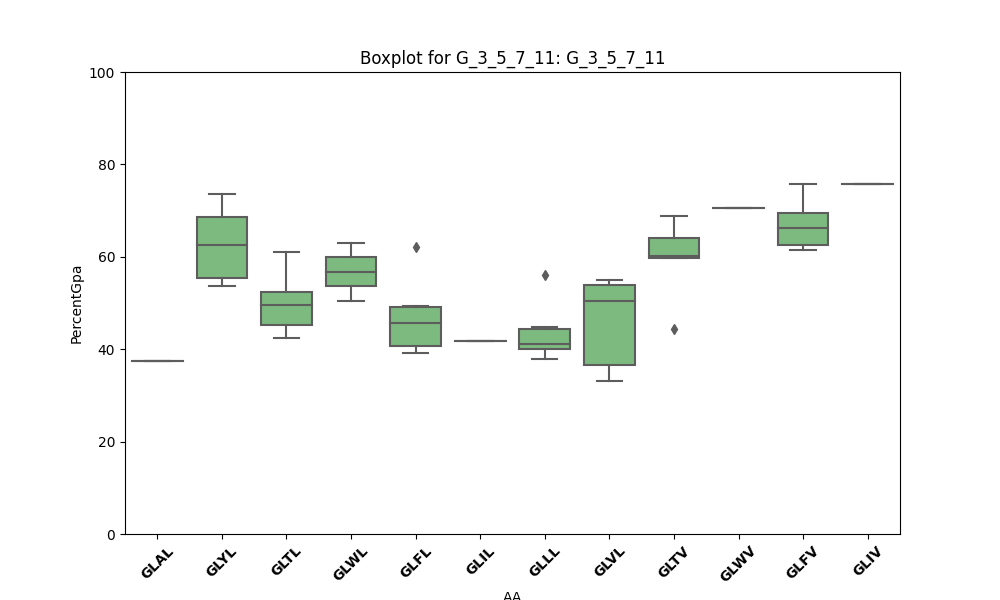 Boxplot for G_3_5_7_11: G_3_5_7_11
100
80
60
40
20
0
PercentGpa
GLAL GLYL GLTL GLWL GLFL GLIL GLLL GLVL GLTV GLWV GLFV GLIV
AA